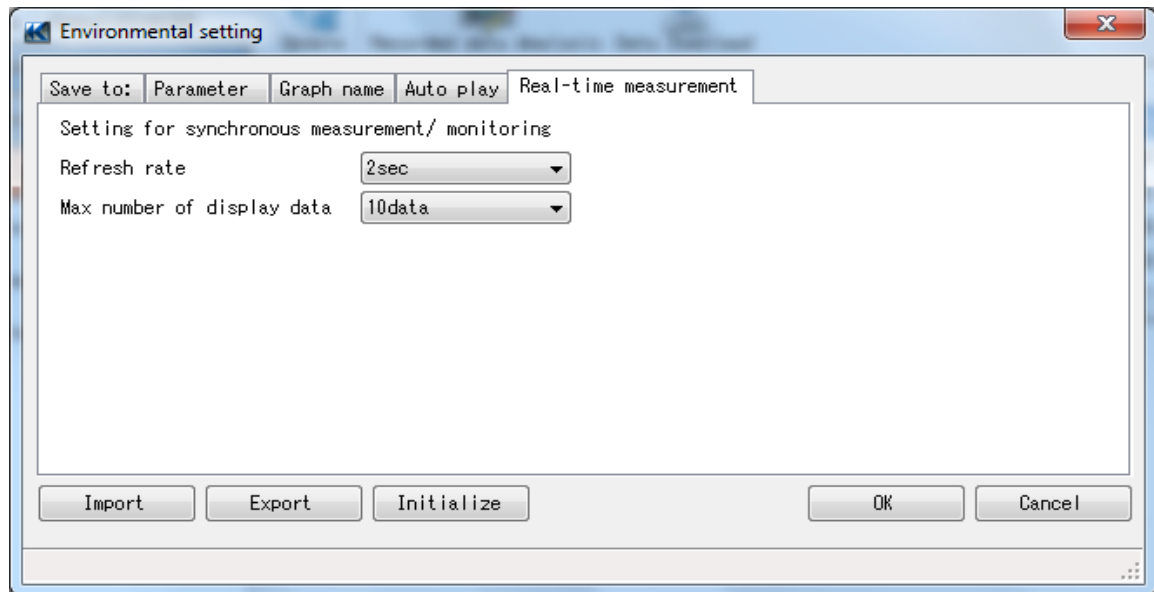 Environmental setting
Save to: Parameter Graph name Auto play Real-time measurement
Setting for synchronous measurement/ monitoring
Refresh rate 2sec
Max number of display data 10data
Import Export Initialize OK Cancel